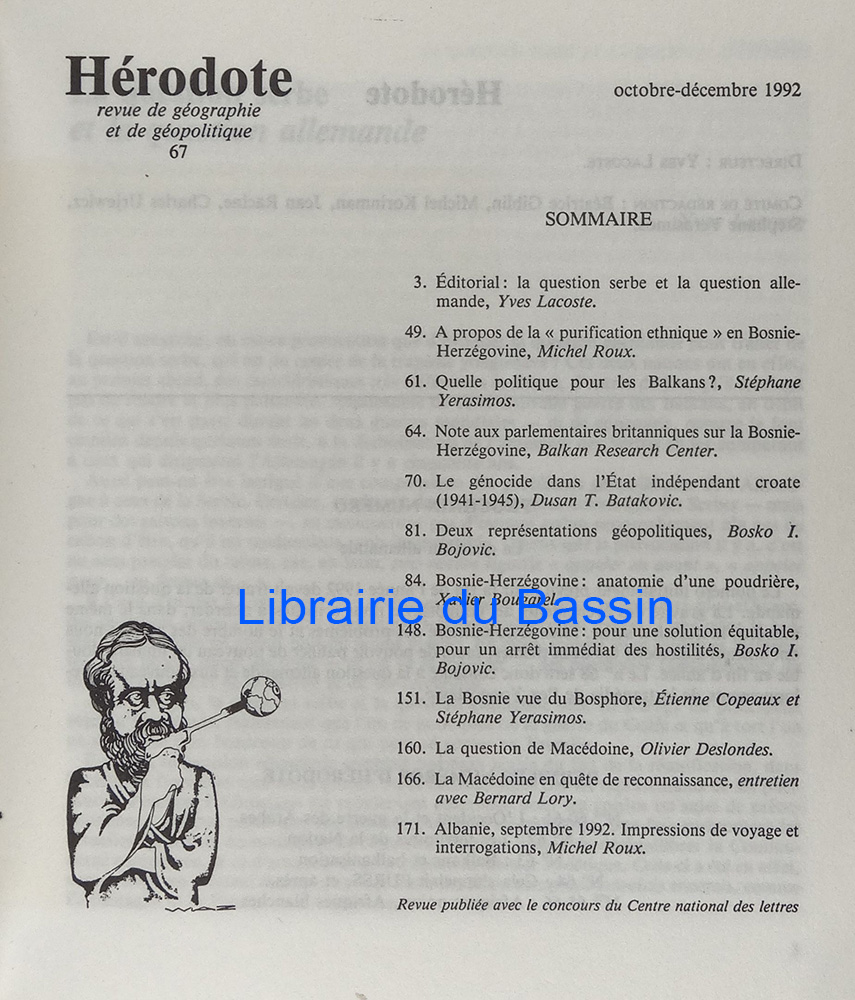 Hérodote
revue de géographie
et de géopolitique
67
octobre-décembre 1992
SOMMAIRE
3. Éditorial : la question serbe et la question alle-
mande, Yves Lacoste.
49. A propos de la « purification ethnique » en Bosnie-
Herzégovine, Michel Roux.
61. Quelle politique pour les Balkans ?, Stéphane
Yerasimos.
64. Note aux parlementaires britanniques sur la Bosnie-
Herzégovine, Balkan Research Center.
70. Le génocide dans l'État indépendant croate
(1941-1945), Dusan T. Batakovic.
81. Deux représentations géopolitiques, Bosko I.
Bojovic.
84. Bosnie-Herzégovine : anatomie d'une poudrière,
Xavier Bougarel.
Librairie du Bassin
148. Bosnie-Herzégovine : pour une solution équitable,
pour un arrêt immédiat des hostilités, Bosko I.
Bojovic.
151. La Bosnie vue du Bosphore, Étienne Copeaux et
Stéphane Yerasimos.
160. La question de Macédoine, Olivier Deslondes.
166. La Macédoine en quête de reconnaissance, entretien
avec Bernard Lory.
171. Albanie, septembre 1992. Impressions de voyage et
interrogations, Michel Roux.
Revue publiée avec le concours du Centre national des lettres